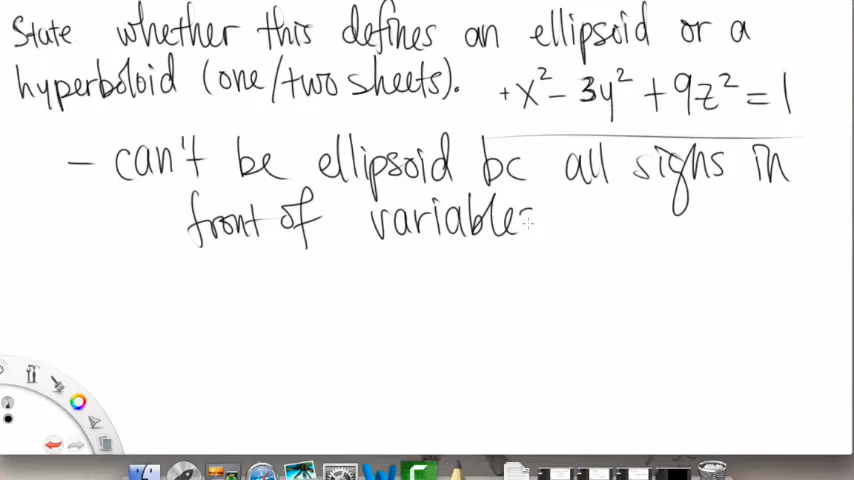 State whether this defines an ellipsoid or a
hyperboloid (one/two sheets). +x² - 3y² + 9z² = 1
- can't be ellipsoid bc all signs in
front of variables